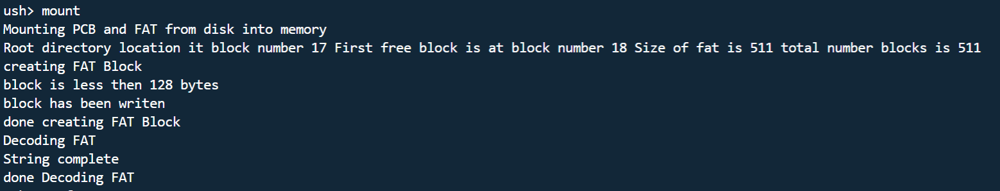 ush> mount
Mounting PCB and FAT from disk into memory
Root directory location it block number 17 First free block is at block number 18 Size of fat is 511 total number blocks is 511
creating FAT Block
block is less then 128 bytes
block has been writen
done creating FAT Block
Decoding FAT
String complete
done Decoding FAT